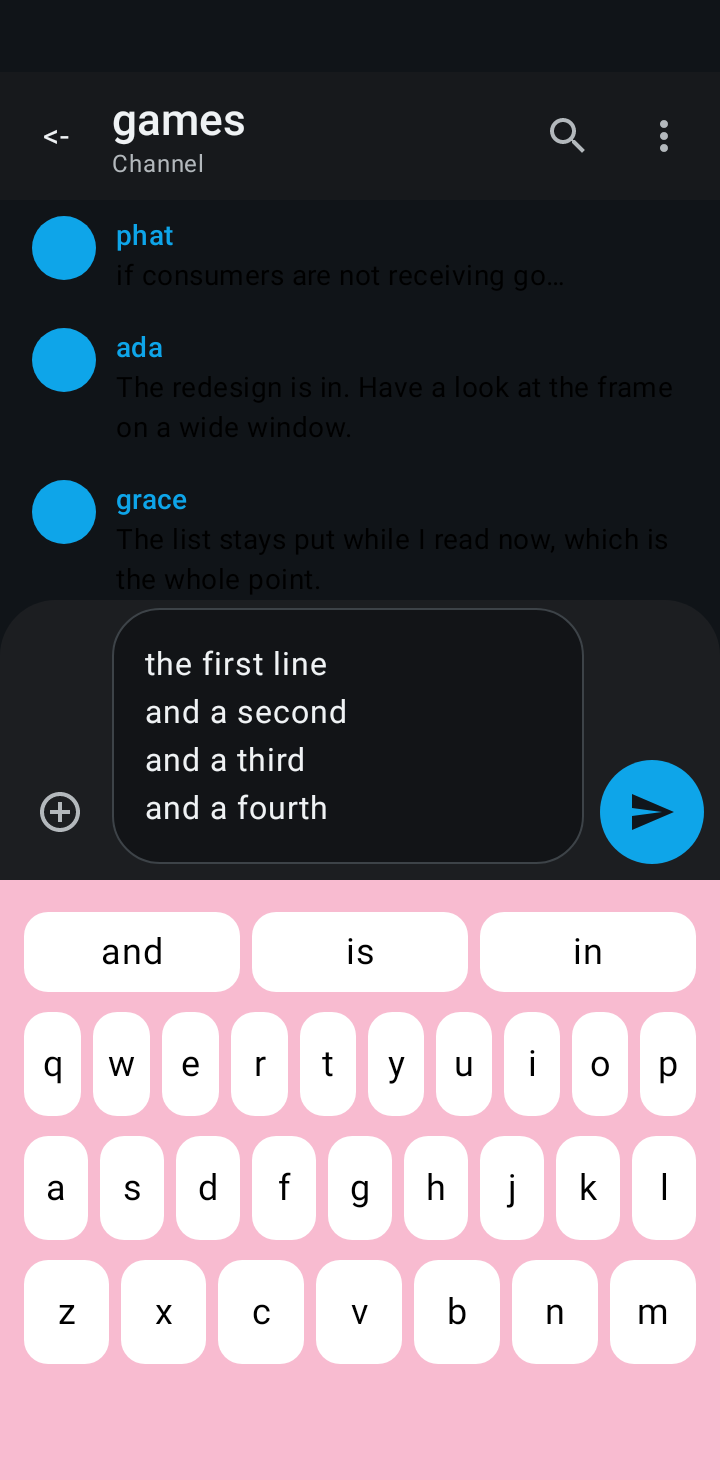 <-
games
Channel
phat
if consumers are not receiving go…
ada
The redesign is in. Have a look at the frame
on a wide window.
grace
The list stays put while I read now, which is
the whole point.
the first line
and a second
and a third
and a fourth
and is in
q w e r t y u i o p
a s d f g h j k l
z x c v b n m